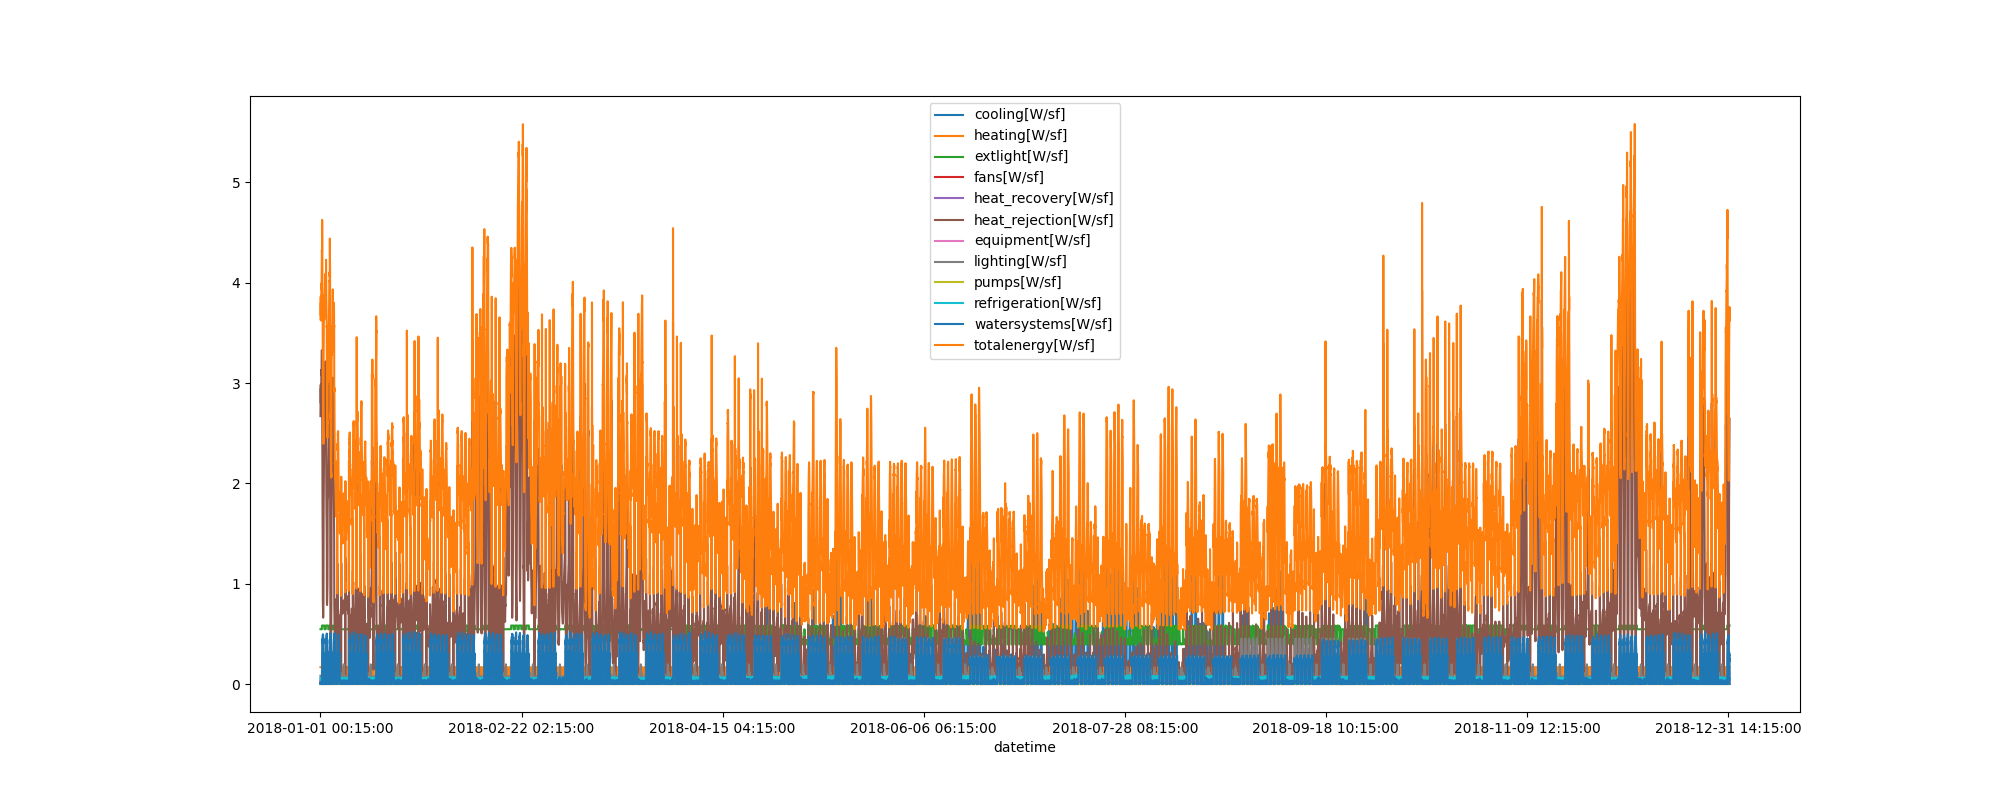 cooling[W/sf]
heating[W/sf]
extlight[W/sf]
fans[W/sf]
heat_recovery[W/sf]
heat_rejection[W/sf]
equipment[W/sf]
lighting[W/sf]
pumps[W/sf]
refrigeration[W/sf]
watersystems[W/sf]
totalenergy[W/sf]
5
4
3
2
1
0
2018-01-01 00:15:00 2018-02-22 02:15:00 2018-04-15 04:15:00 2018-06-06 06:15:00 2018-07-28 08:15:00 2018-09-18 10:15:00 2018-11-09 12:15:00 2018-12-31 14:15:00
datetime